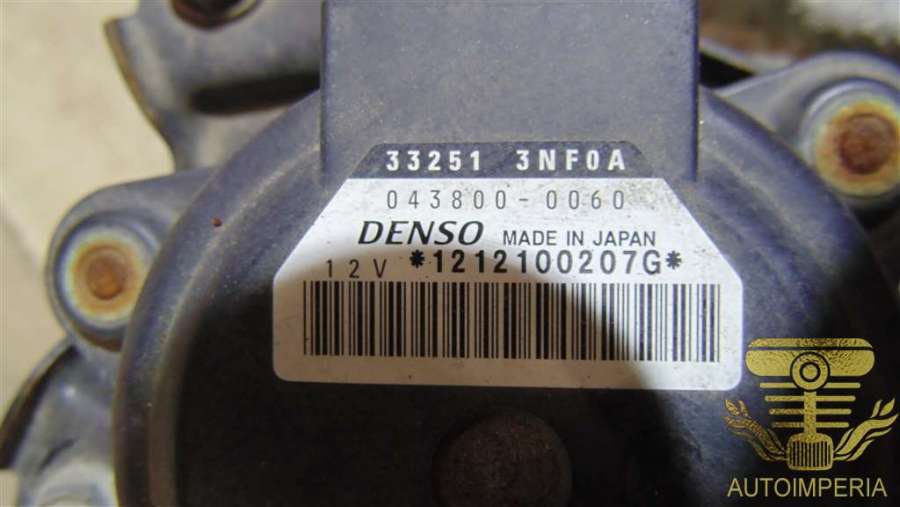 33251 3NF0A
043800-0060
DENSO MADE IN JAPAN
12V *1212100207G*
AUTOIMPERIA